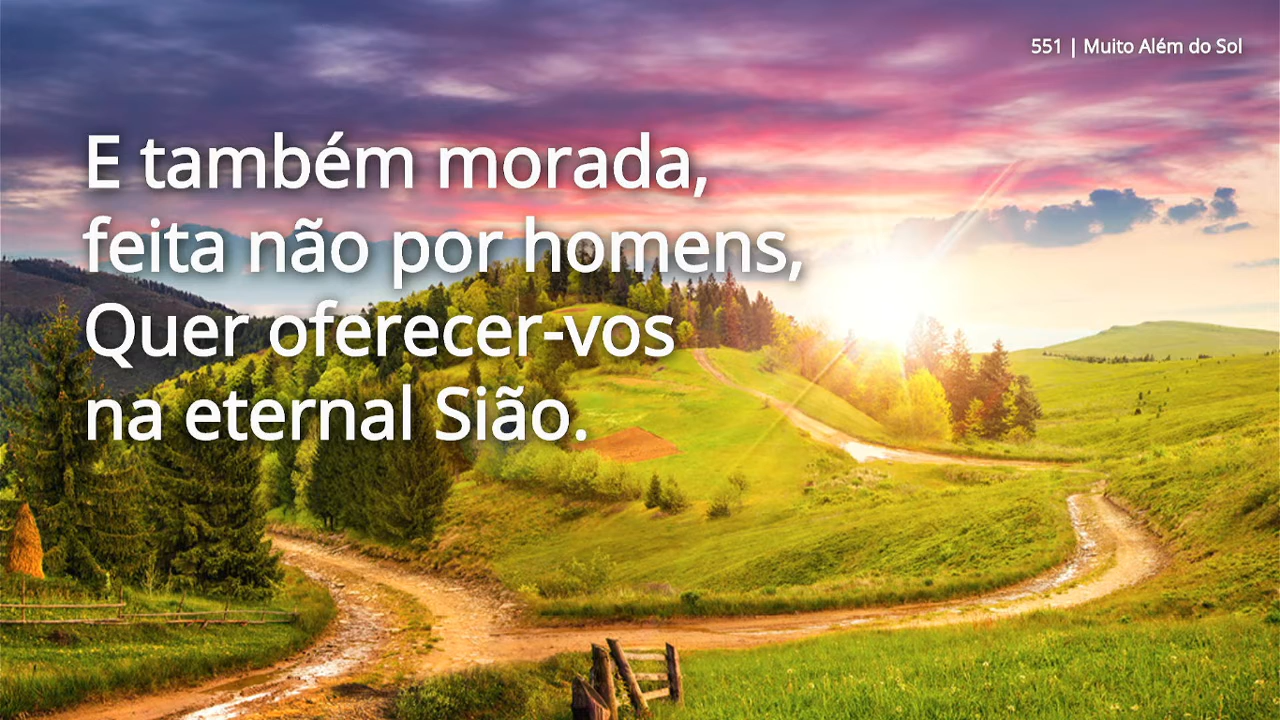 551 | Muito Além do Sol
E também morada,
feita não por homens,
Quer oferecer-vos
na eternal Sião.